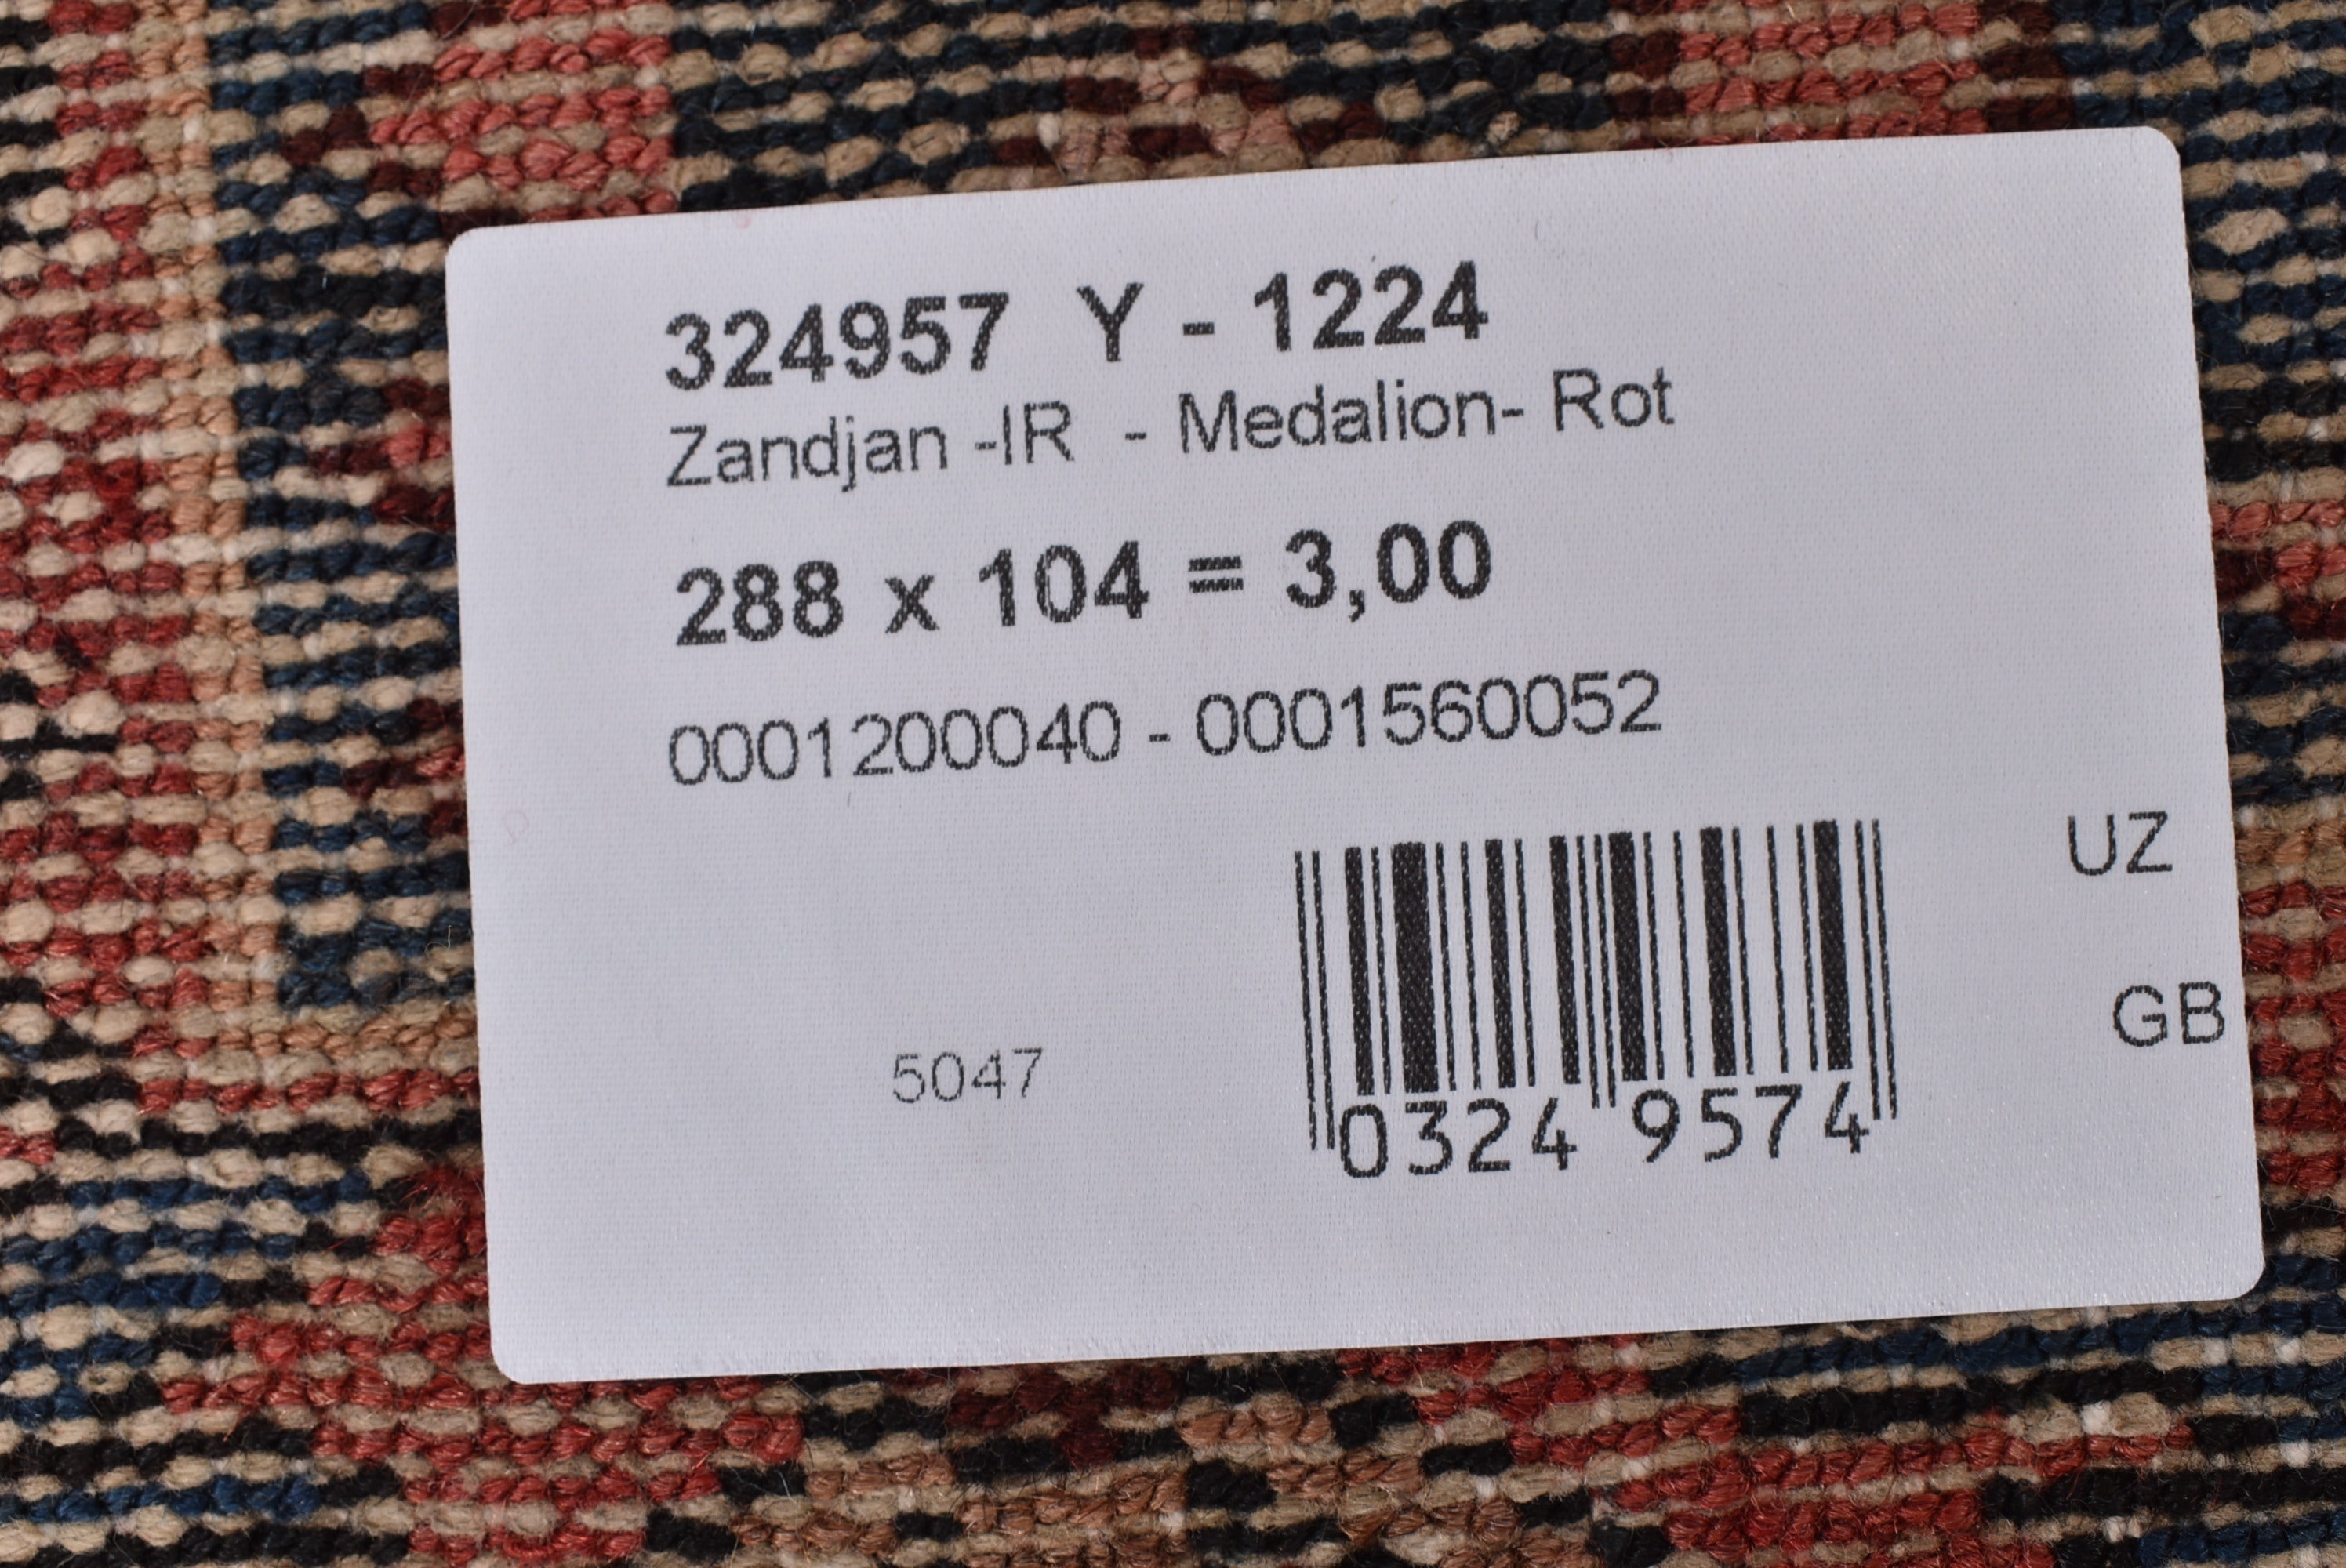 324957 Y - 1224
Zandjan -IR - Medalion- Rot
288 x 104 = 3,00
0001200040 - 0001560052
UZ
GB
5047
0324 9574